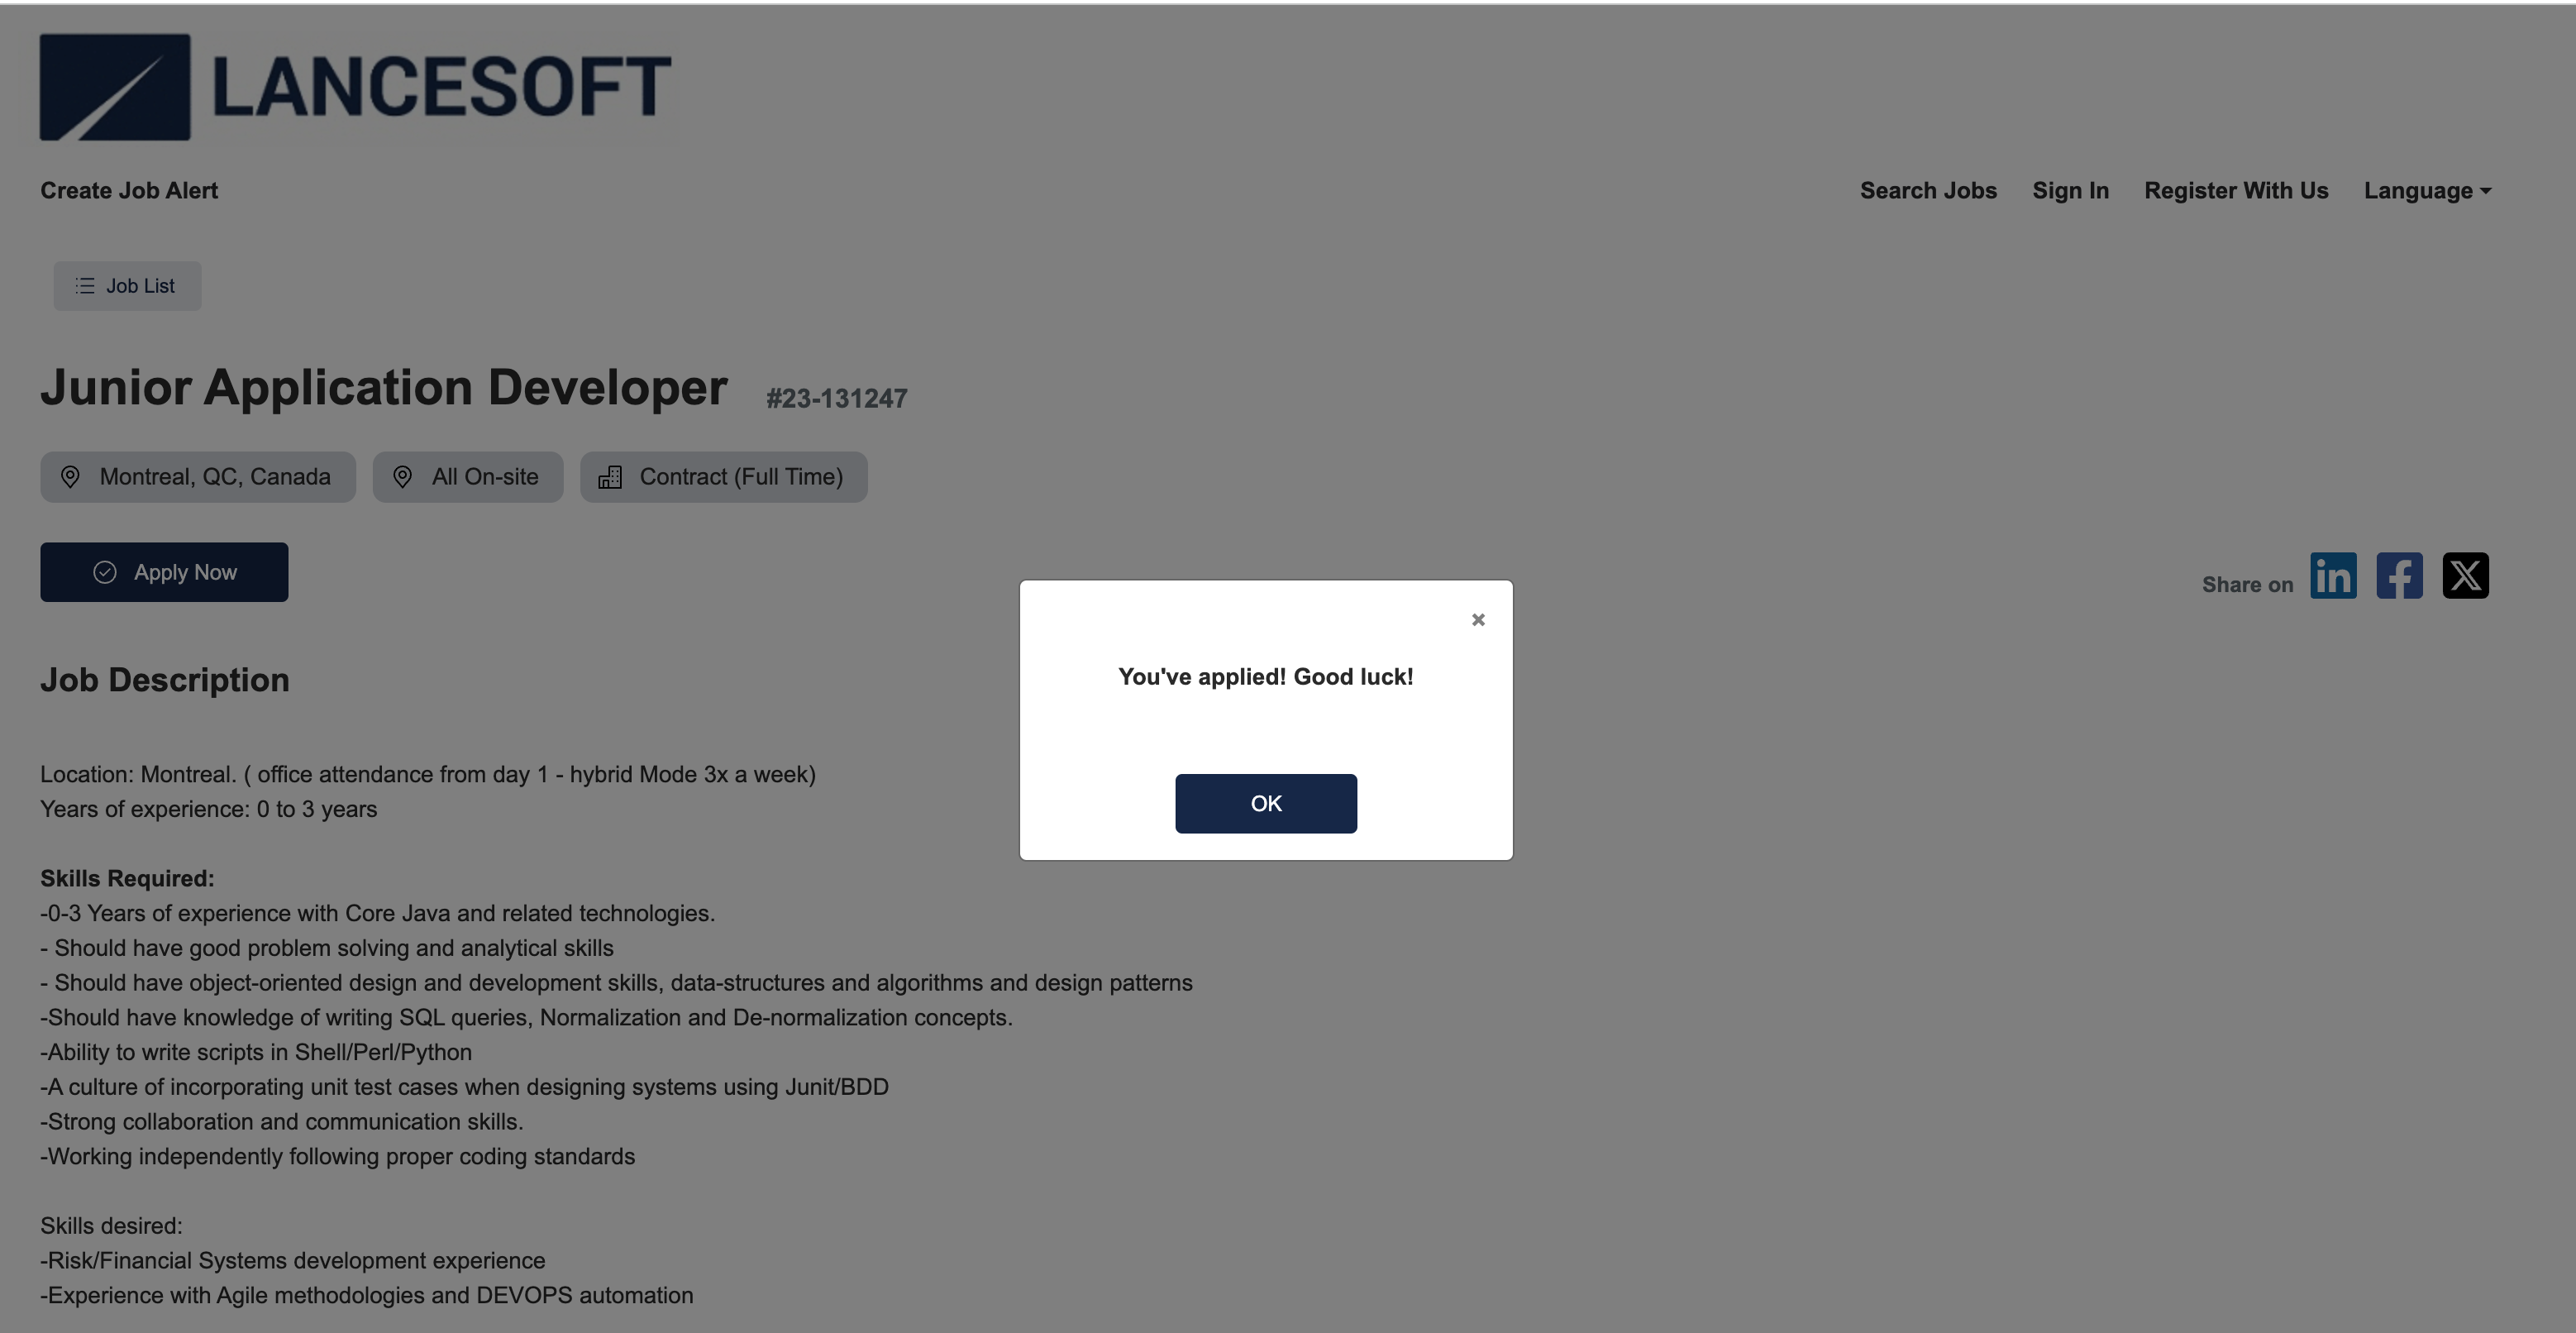 LANCESOFT
Create Job Alert
Search Jobs Sign In Register With Us Language
Job List
Junior Application Developer #23-131247
Montreal, QC, Canada All On-site Contract (Full Time)
Apply Now
Share on in f X
×
You've applied! Good luck!
OK
Job Description
Location: Montreal. ( office attendance from day 1 - hybrid Mode 3x a week)
Years of experience: 0 to 3 years
Skills Required:
-0-3 Years of experience with Core Java and related technologies.
- Should have good problem solving and analytical skills
- Should have object-oriented design and development skills, data-structures and algorithms and design patterns
-Should have knowledge of writing SQL queries, Normalization and De-normalization concepts.
-Ability to write scripts in Shell/Perl/Python
-A culture of incorporating unit test cases when designing systems using Junit/BDD
-Strong collaboration and communication skills.
-Working independently following proper coding standards
Skills desired:
-Risk/Financial Systems development experience
-Experience with Agile methodologies and DEVOPS automation